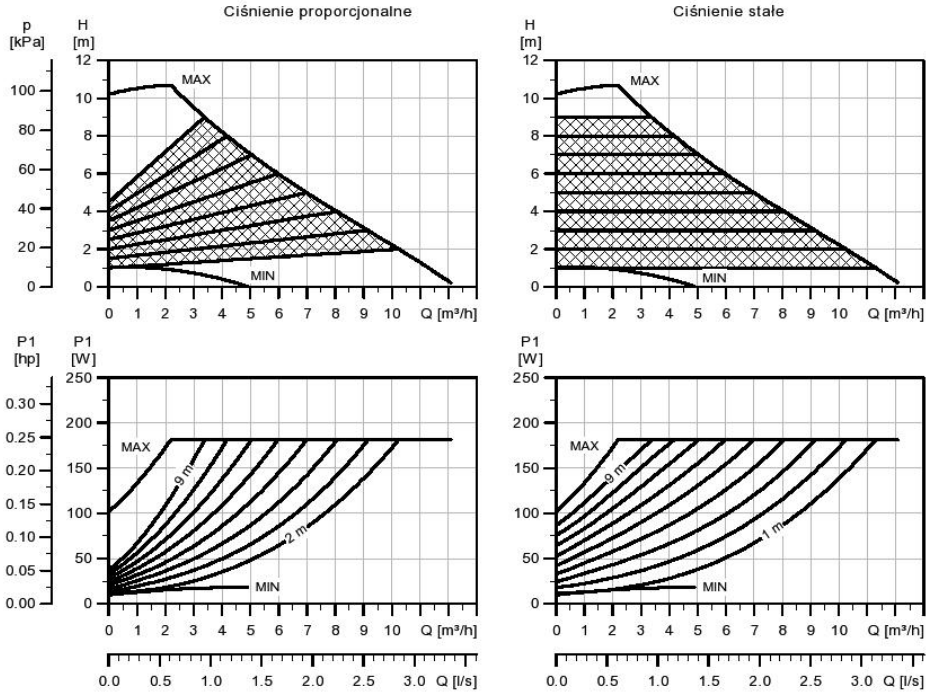 Ciśnienie proporcjonalne
Ciśnienie stałe
p
[kPa]
H
[m]
H
[m]
12
10
8
6
4
2
0
100
80
60
40
20
0
MAX
MIN
0 1 2 3 4 5 6 7 8 9 10 Q [m³/h]
12
10
8
6
4
2
0
MAX
MIN
0 1 2 3 4 5 6 7 8 9 10 Q [m³/h]
P1
[hp]
P1
[W]
P1
[W]
0.30
0.25
0.20
0.15
0.10
0.05
0.00
250
200
150
100
50
0
MAX
9 m
2 m
MIN
0 1 2 3 4 5 6 7 8 9 10 Q [m³/h]
250
200
150
100
50
0
MAX
9 m
1 m
MIN
0 1 2 3 4 5 6 7 8 9 10 Q [m³/h]
0.0 0.5 1.0 1.5 2.0 2.5 3.0 Q [l/s]
0.0 0.5 1.0 1.5 2.0 2.5 3.0 Q [l/s]